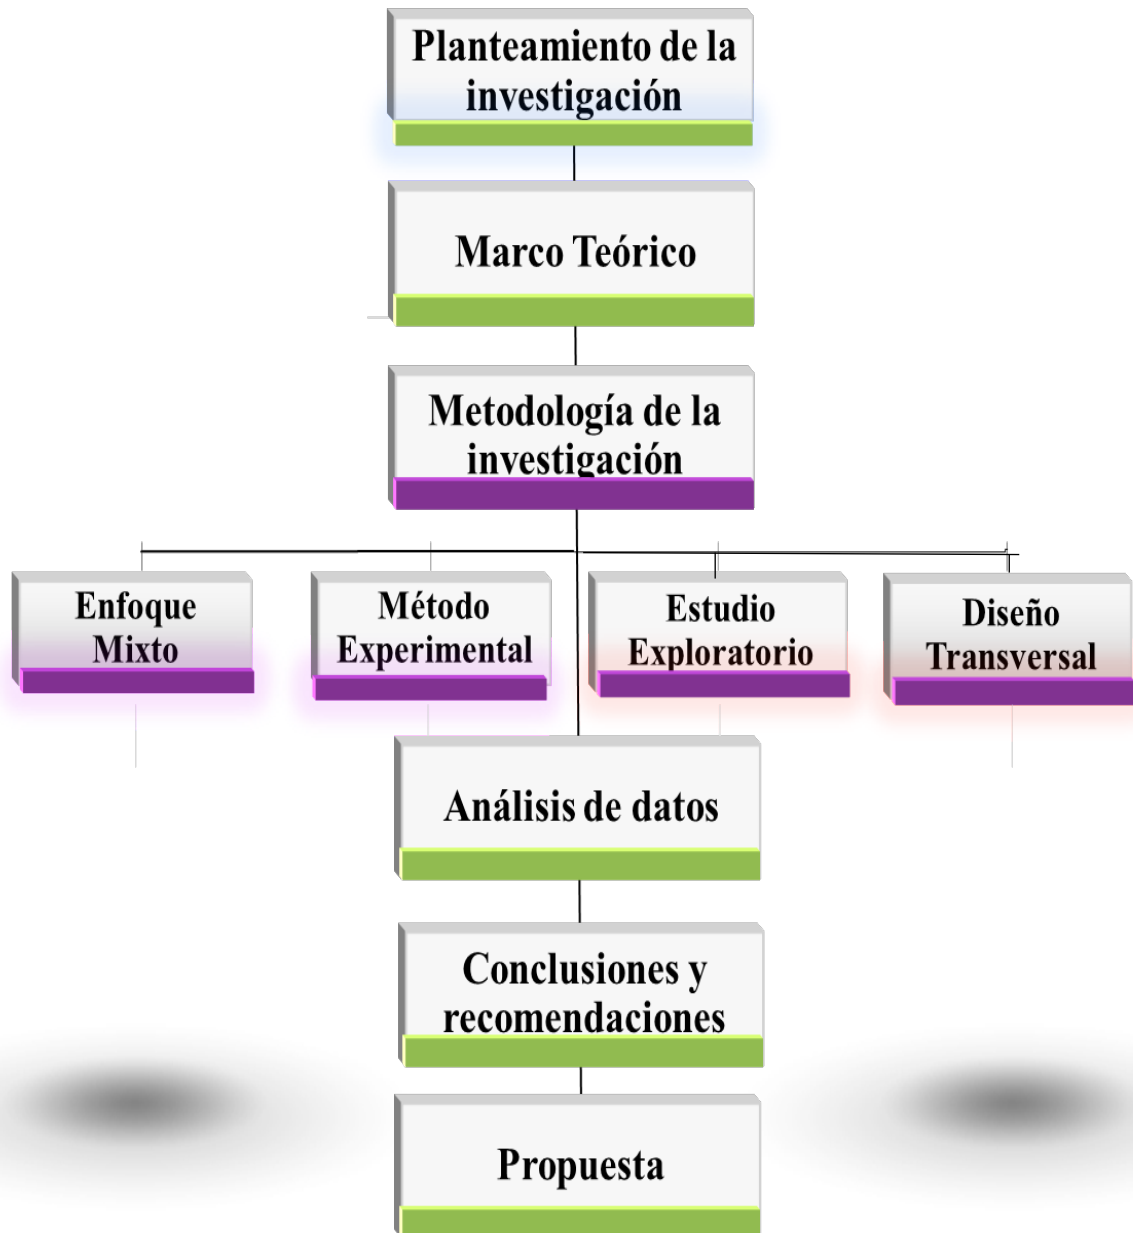 Planteamiento de la
investigación
Marco Teórico
Metodología de la
investigación
Enfoque
Mixto
Método
Experimental
Estudio
Exploratorio
Diseño
Transversal
Análisis de datos
Conclusiones y
recomendaciones
Propuesta